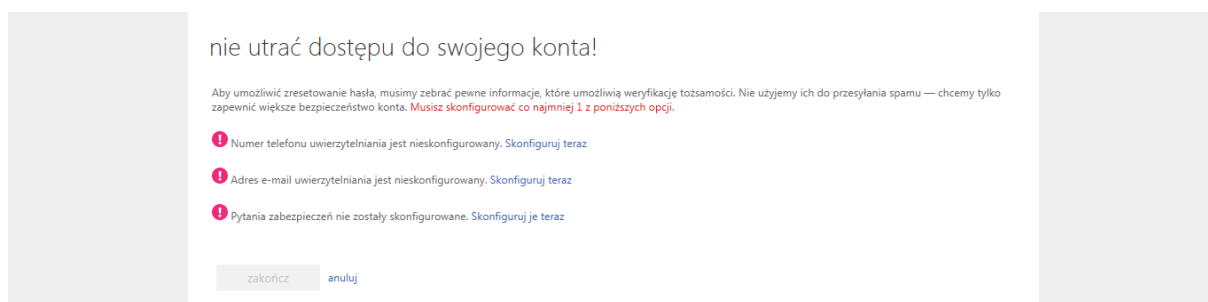 nie utrać dostępu do swojego konta!
Aby umożliwić zresetowanie hasła, musimy zebrać pewne informacje, które umożliwią weryfikację tożsamości. Nie użyjemy ich do przesyłania spamu — chcemy tylko
zapewnić większe bezpieczeństwo konta. Musisz skonfigurować co najmniej 1 z poniższych opcji.
Numer telefonu uwierzytelniania jest nieskonfigurowany. Skonfiguruj teraz
Adres e-mail uwierzytelniania jest nieskonfigurowany. Skonfiguruj teraz
Pytania zabezpieczeń nie zostały skonfigurowane. Skonfiguruj je teraz
zakończ anuluj